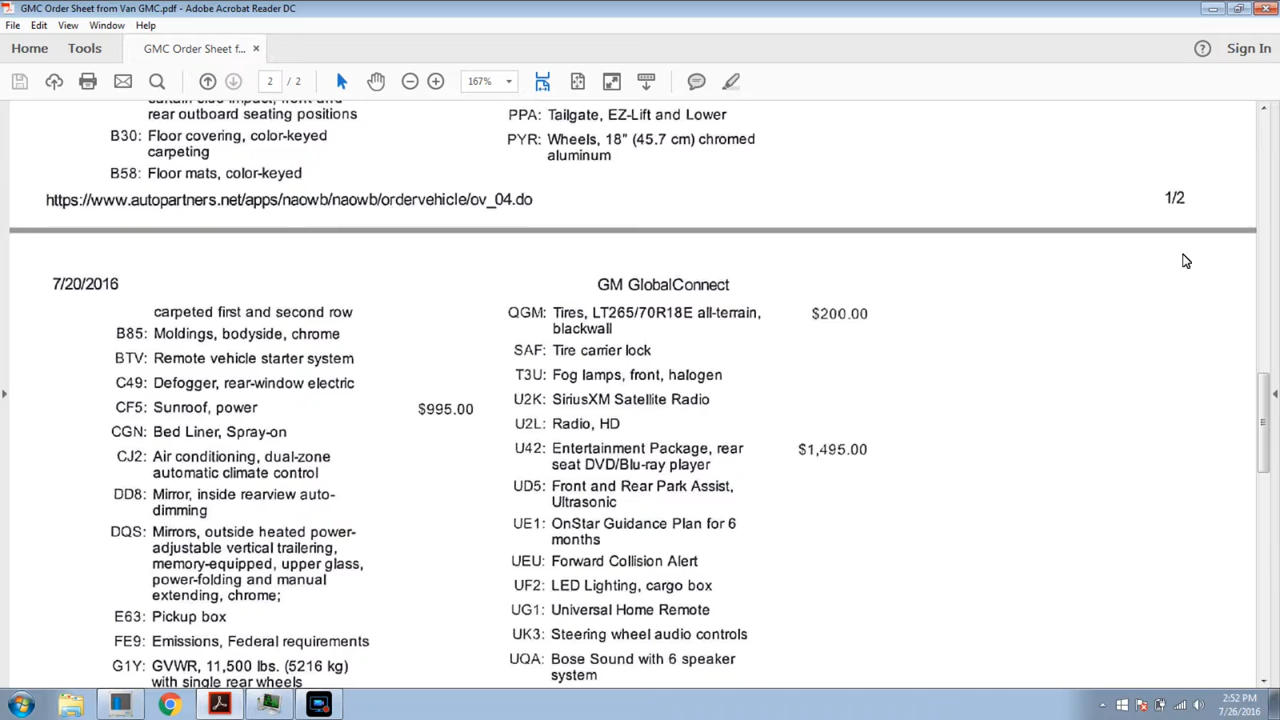 GMC Order Sheet from Van GMC.pdf - Adobe Acrobat Reader DC
File Edit View Window Help
Home Tools GMC Order Sheet f... × Sign In
2 / 2 167%
rear outboard seating positions
B30: Floor covering, color-keyed
carpeting
B58: Floor mats, color-keyed
PPA: Tailgate, EZ-Lift and Lower
PYR: Wheels, 18" (45.7 cm) chromed
aluminum
https://www.autopartners.net/apps/naowb/naowb/ordervehicle/ov_04.do 1/2
7/20/2016 GM GlobalConnect
carpeted first and second row
B85: Moldings, bodyside, chrome
BTV: Remote vehicle starter system
C49: Defogger, rear-window electric
CF5: Sunroof, power $995.00
CGN: Bed Liner, Spray-on
CJ2: Air conditioning, dual-zone
automatic climate control
DD8: Mirror, inside rearview auto-
dimming
DQS: Mirrors, outside heated power-
adjustable vertical trailering,
memory-equipped, upper glass,
power-folding and manual
extending, chrome;
E63: Pickup box
FE9: Emissions, Federal requirements
G1Y: GVWR, 11,500 lbs. (5216 kg)
with single rear wheels
QGM: Tires, LT265/70R18E all-terrain, $200.00
blackwall
SAF: Tire carrier lock
T3U: Fog lamps, front, halogen
U2K: SiriusXM Satellite Radio
U2L: Radio, HD
U42: Entertainment Package, rear $1,495.00
seat DVD/Blu-ray player
UD5: Front and Rear Park Assist,
Ultrasonic
UE1: OnStar Guidance Plan for 6
months
UEU: Forward Collision Alert
UF2: LED Lighting, cargo box
UG1: Universal Home Remote
UK3: Steering wheel audio controls
UQA: Bose Sound with 6 speaker
system
2:52 PM
7/26/2016